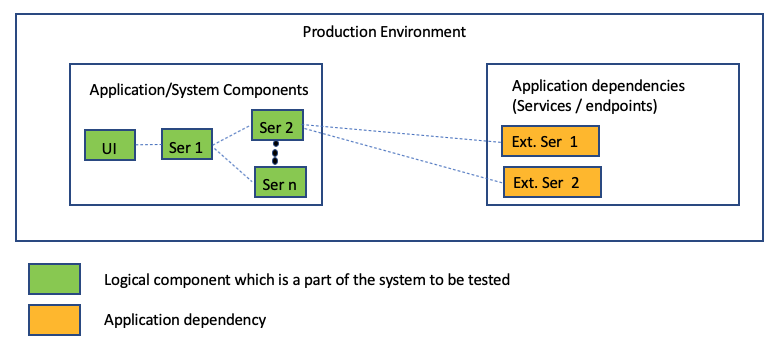 Production Environment
Application/System Components
Application dependencies
(Services / endpoints)
UI
Ser 1
Ser 2
Ser n
Ext. Ser 1
Ext. Ser 2
Logical component which is a part of the system to be tested
Application dependency